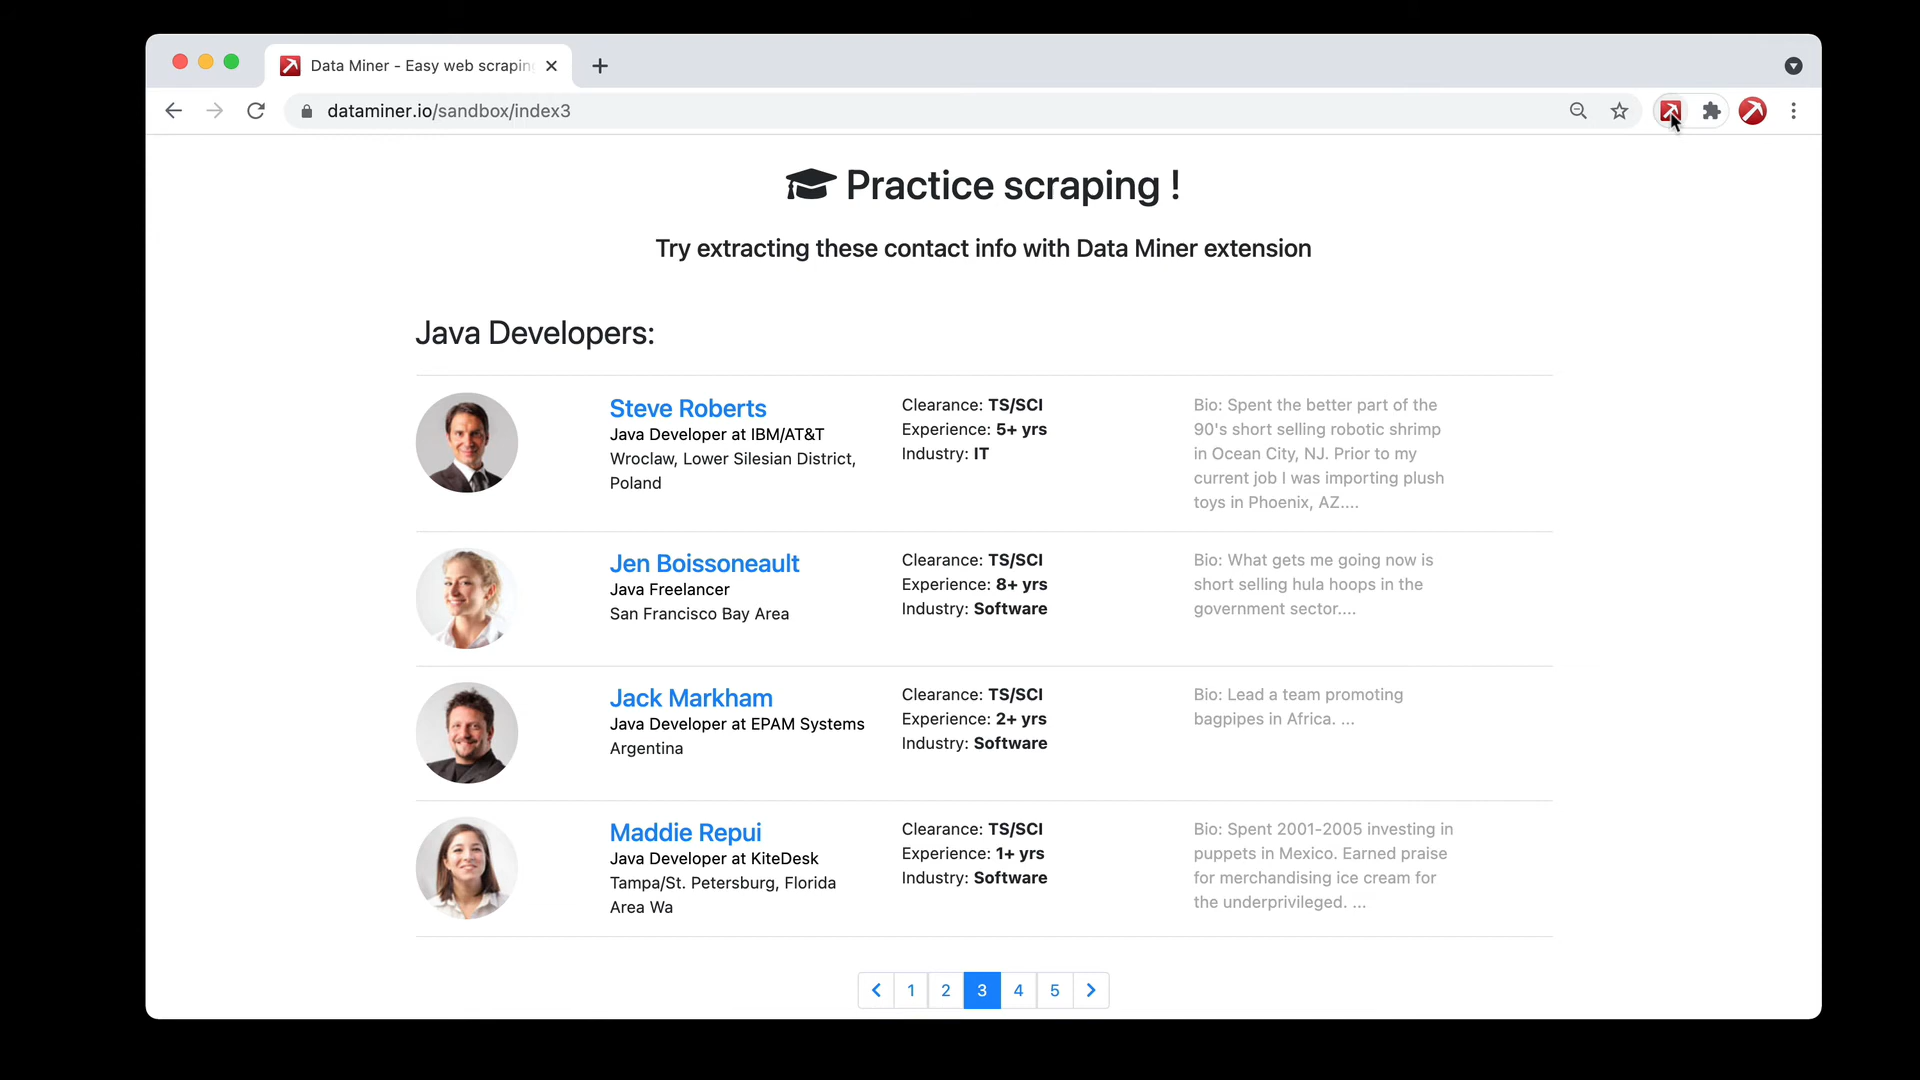 Data Miner - Easy web scraping
dataminer.io/sandbox/index3
Practice scraping !
Try extracting these contact info with Data Miner extension
Java Developers:
Steve Roberts
Java Developer at IBM/AT&T
Wroclaw, Lower Silesian District,
Poland
Clearance: TS/SCI
Experience: 5+ yrs
Industry: IT
Bio: Spent the better part of the
90's short selling robotic shrimp
in Ocean City, NJ. Prior to my
current job I was importing plush
toys in Phoenix, AZ....
Jen Boissoneault
Java Freelancer
San Francisco Bay Area
Clearance: TS/SCI
Experience: 8+ yrs
Industry: Software
Bio: What gets me going now is
short selling hula hoops in the
government sector....
Jack Markham
Java Developer at EPAM Systems
Argentina
Clearance: TS/SCI
Experience: 2+ yrs
Industry: Software
Bio: Lead a team promoting
bagpipes in Africa. ...
Maddie Repui
Java Developer at KiteDesk
Tampa/St. Petersburg, Florida
Area Wa
Clearance: TS/SCI
Experience: 1+ yrs
Industry: Software
Bio: Spent 2001-2005 investing in
puppets in Mexico. Earned praise
for merchandising ice cream for
the underprivileged. ...
1 2 3 4 5